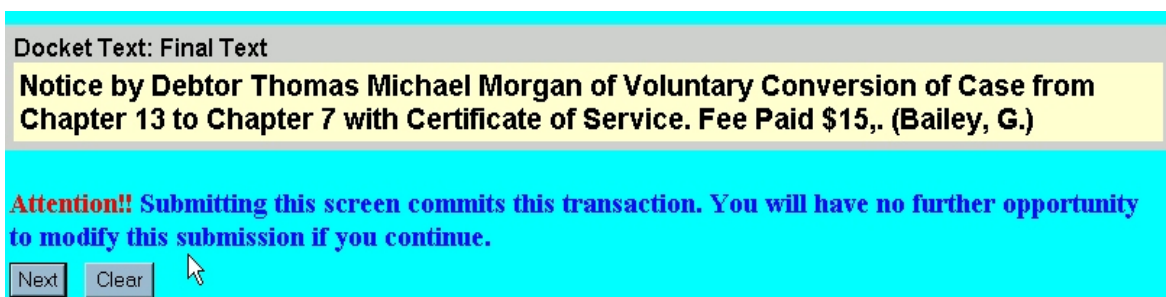 Docket Text: Final Text
Notice by Debtor Thomas Michael Morgan of Voluntary Conversion of Case from
Chapter 13 to Chapter 7 with Certificate of Service. Fee Paid $15,. (Bailey, G.)
Attention!! Submitting this screen commits this transaction. You will have no further opportunity
to modify this submission if you continue.
Next Clear